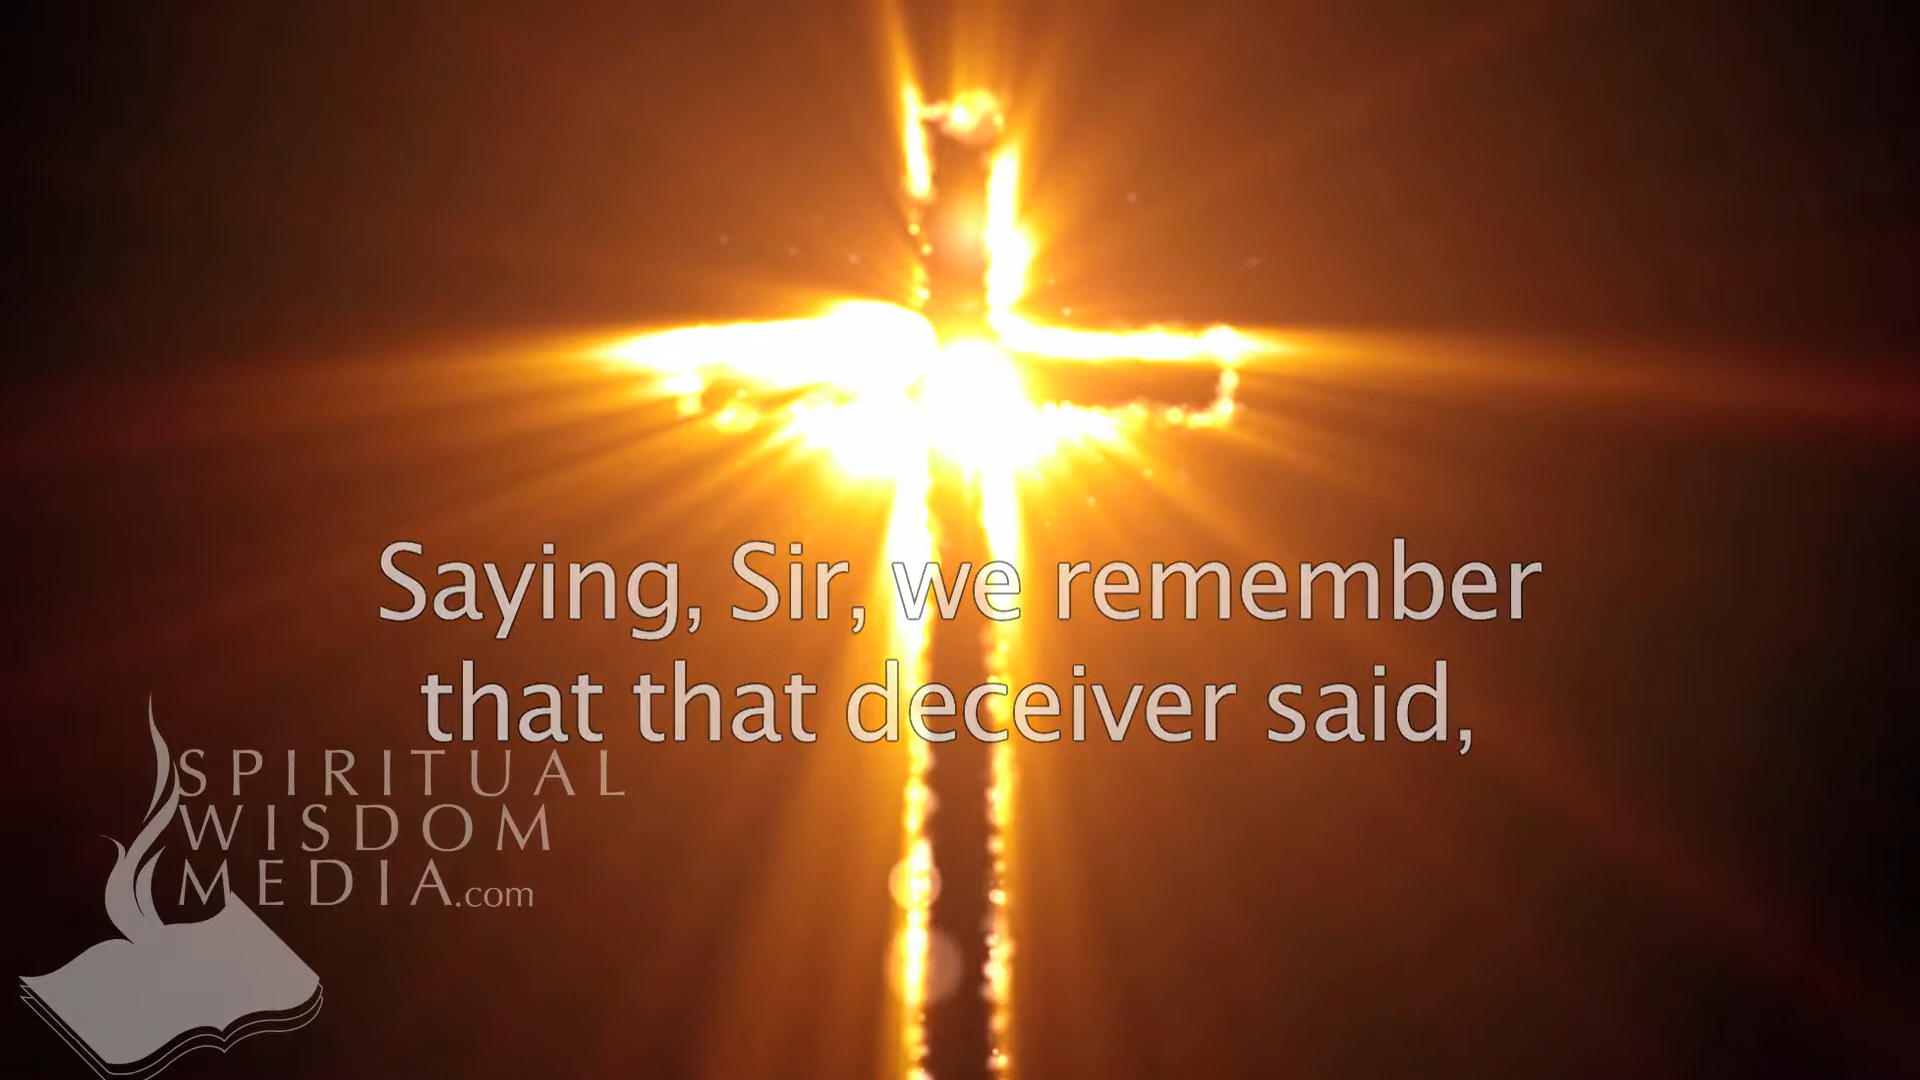 Saying, Sir, we remember
that that deceiver said,
SPIRITUAL
WISDOM
MEDIA.com